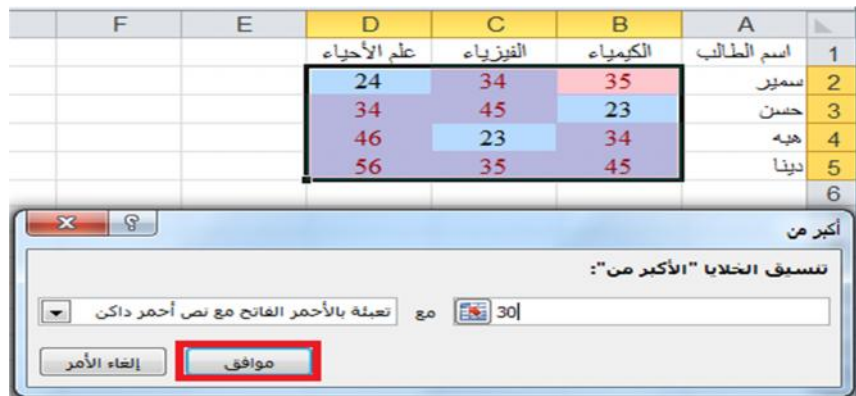 A B C D E F
1 اسم الطالب الكيمياء الفيزياء علم الأحياء
2 سمير 35 34 24
3 حسن 23 45 34
4 هبه 34 23 46
5 دينا 45 35 56
6
أكبر من
تنسيق الخلايا "الأكبر من":
30 مع تعبئة بالأحمر الفاتح مع نص أحمر داكن
موافق إلغاء الأمر